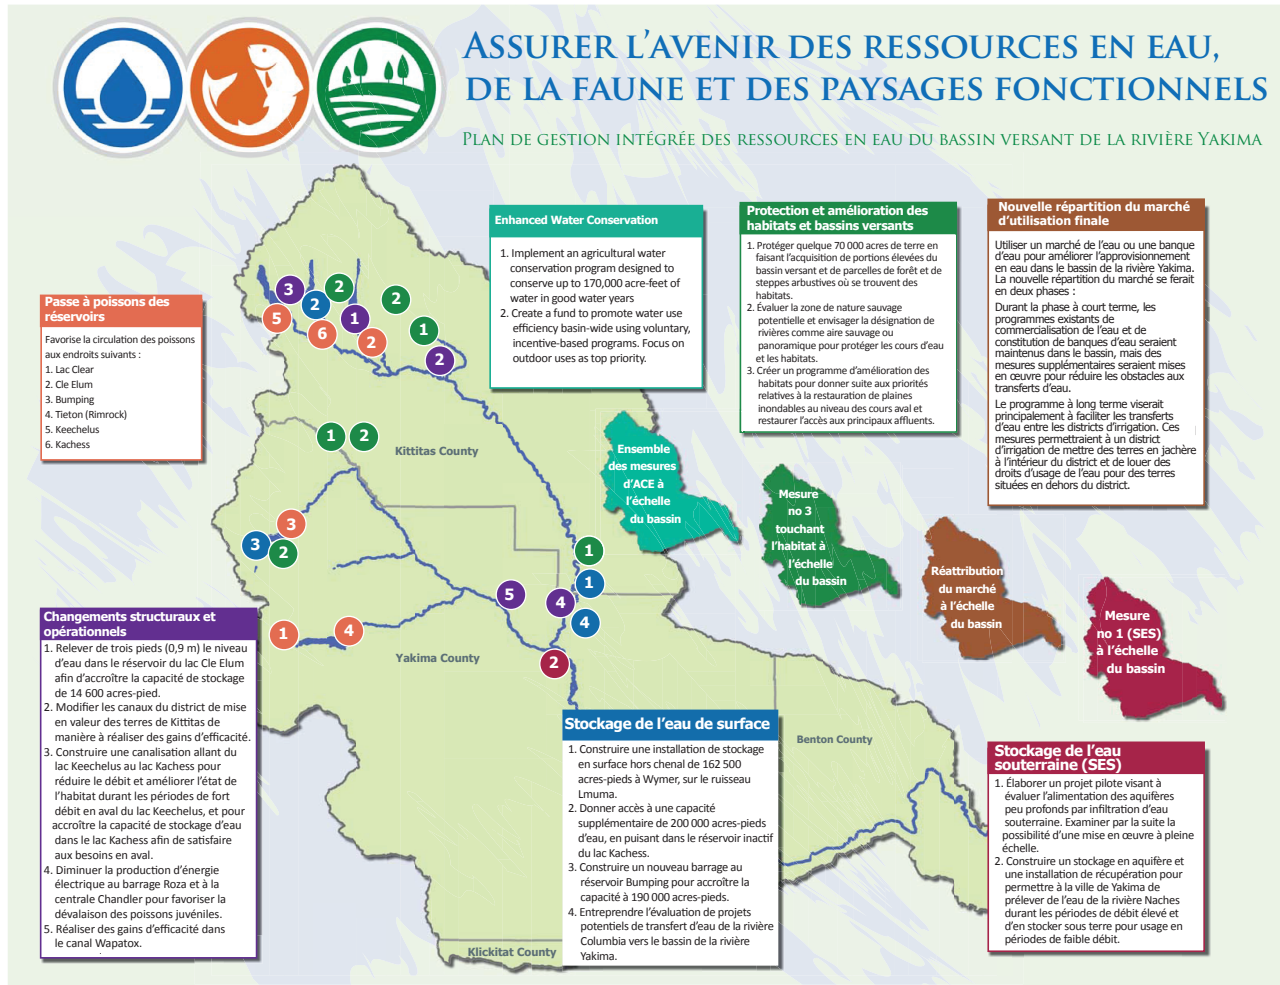 ASSURER L'AVENIR DES RESSOURCES EN EAU,
DE LA FAUNE ET DES PAYSAGES FONCTIONNELS
PLAN DE GESTION INTÉGRÉE DES RESSOURCES EN EAU DU BASSIN VERSANT DE LA RIVIÈRE YAKIMA
Passe à poissons des
réservoirs
Favorise la circulation des poissons
aux endroits suivants :
1. Lac Clear
2. Cle Elum
3. Bumping
4. Tieton (Rimrock)
5. Keechelus
6. Kachess
Enhanced Water Conservation
1. Implement an agricultural water
conservation program designed to
conserve up to 170,000 acre-feet of
water in good water years
2. Create a fund to promote water use
efficiency basin-wide using voluntary,
incentive-based programs. Focus on
outdoor uses as top priority.
Protection et amélioration des
habitats et bassins versants
1. Protéger quelque 70 000 acres de terre en
faisant l'acquisition de portions élevées du
bassin versant et de parcelles de forêt et de
steppes arbustives où se trouvent des
habitats.
2. Évaluer la zone de nature sauvage
potentielle et envisager la désignation de
rivières comme aire sauvage ou
panoramique pour protéger les cours d'eau
et les habitats.
3. Créer un programme d'amélioration des
habitats pour donner suite aux priorités
relatives à la restauration de plaines
inondables au niveau des cours aval et
restaurer l'accès aux principaux affluents.
Nouvelle répartition du marché
d'utilisation finale
Utiliser un marché de l'eau ou une banque
d'eau pour améliorer l'approvisionnement
en eau dans le bassin de la rivière Yakima.
La nouvelle répartition du marché se ferait
en deux phases :
Durant la phase à court terme, les
programmes existants de
commercialisation de l'eau et de
constitution de banques d'eau seraient
maintenus dans le bassin, mais des
mesures supplémentaires seraient mises
en œuvre pour réduire les obstacles aux
transferts d'eau.
Le programme à long terme viserait
principalement à faciliter les transferts
d'eau entre les districts d'irrigation. Ces
mesures permettraient à un district
d'irrigation de mettre des terres en jachère
à l'intérieur du district et de louer des
droits d'usage de l'eau pour des terres
situées en dehors du district.
3
2
2
2
5
6
1
2
1
2
1
2
Kittitas County
3
3
2
1
4
5
1
1
4
4
2
Yakima County
Benton County
Klickitat County
Ensemble
des mesures
d'ACE à
l'échelle
du bassin
Mesure
no 3
touchant
l'habitat à
l'échelle
du bassin
Réattribution
du marché
à l'échelle
du bassin
Mesure
no 1 (SES)
à l'échelle
du bassin
Changements structuraux et
opérationnels
1. Relever de trois pieds (0,9 m) le niveau
d'eau dans le réservoir du lac Cle Elum
afin d'accroître la capacité de stockage
de 14 600 acres-pied.
2. Modifier les canaux du district de mise
en valeur des terres de Kittitas de
manière à réaliser des gains d'efficacité.
3. Construire une canalisation allant du
lac Keechelus au lac Kachess pour
réduire le débit et améliorer l'état de
l'habitat durant les périodes de fort
débit en aval du lac Keechelus, et pour
accroître la capacité de stockage d'eau
dans le lac Kachess afin de satisfaire
aux besoins en aval.
4. Diminuer la production d'énergie
électrique au barrage Roza et à la
centrale Chandler pour favoriser la
dévalaison des poissons juvéniles.
5. Réaliser des gains d'efficacité dans
le canal Wapatox.
Stockage de l'eau de surface
1. Construire une installation de stockage
en surface hors chenal de 162 500
acres-pieds à Wymer, sur le ruisseau
Lmuma.
2. Donner accès à une capacité
supplémentaire de 200 000 acres-pieds
d'eau, en puisant dans le réservoir inactif
du lac Kachess.
3. Construire un nouveau barrage au
réservoir Bumping pour accroître la
capacité à 190 000 acres-pieds.
4. Entreprendre l'évaluation de projets
potentiels de transfert d'eau de la rivière
Columbia vers le bassin de la rivière
Yakima.
Stockage de l'eau
souterraine (SES)
1. Élaborer un projet pilote visant à
évaluer l'alimentation des aquifères
peu profonds par infiltration d'eau
souterraine. Examiner par la suite la
possibilité d'une mise en œuvre à pleine
échelle.
2. Construire un stockage en aquifère et
une installation de récupération pour
permettre à la ville de Yakima de
prélever de l'eau de la rivière Naches
durant les périodes de débit élevé et
d'en stocker sous terre pour usage en
périodes de faible débit.